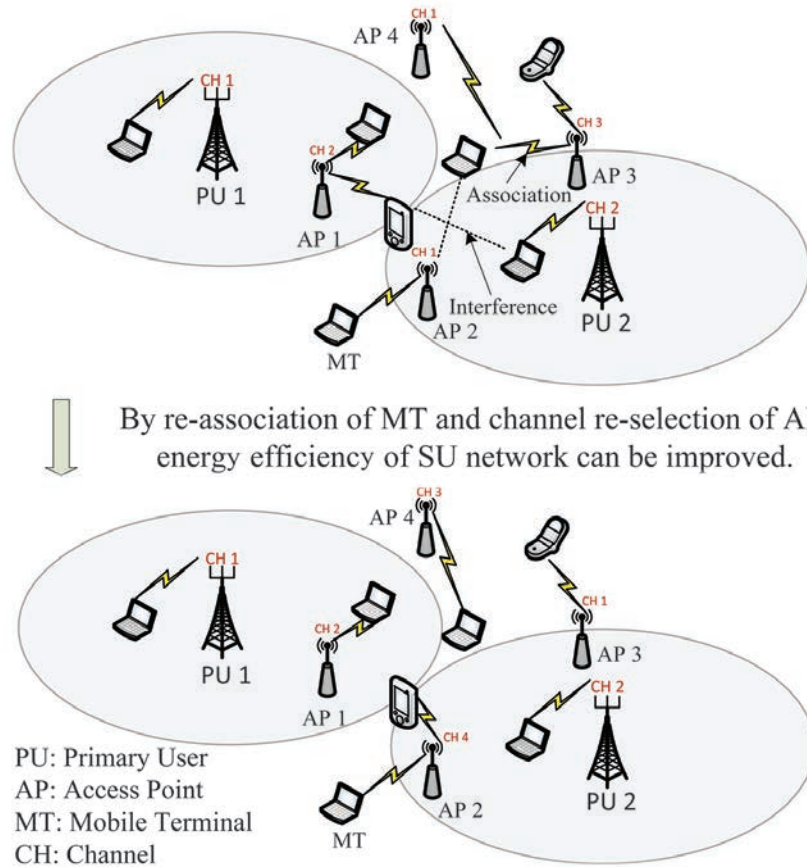 CH 1
AP 4
CH 1
PU 1
CH 2
AP 1
CH 3
AP 3
Association
CH 2
CH 1
Interference
AP 2
PU 2
MT
By re-association of MT and channel re-selection of A
energy efficiency of SU network can be improved.
CH 3
AP 4
CH 1
PU 1
CH 2
AP 1
CH 1
AP 3
CH 2
CH 4
AP 2
PU 2
MT
PU: Primary User
AP: Access Point
MT: Mobile Terminal
CH: Channel